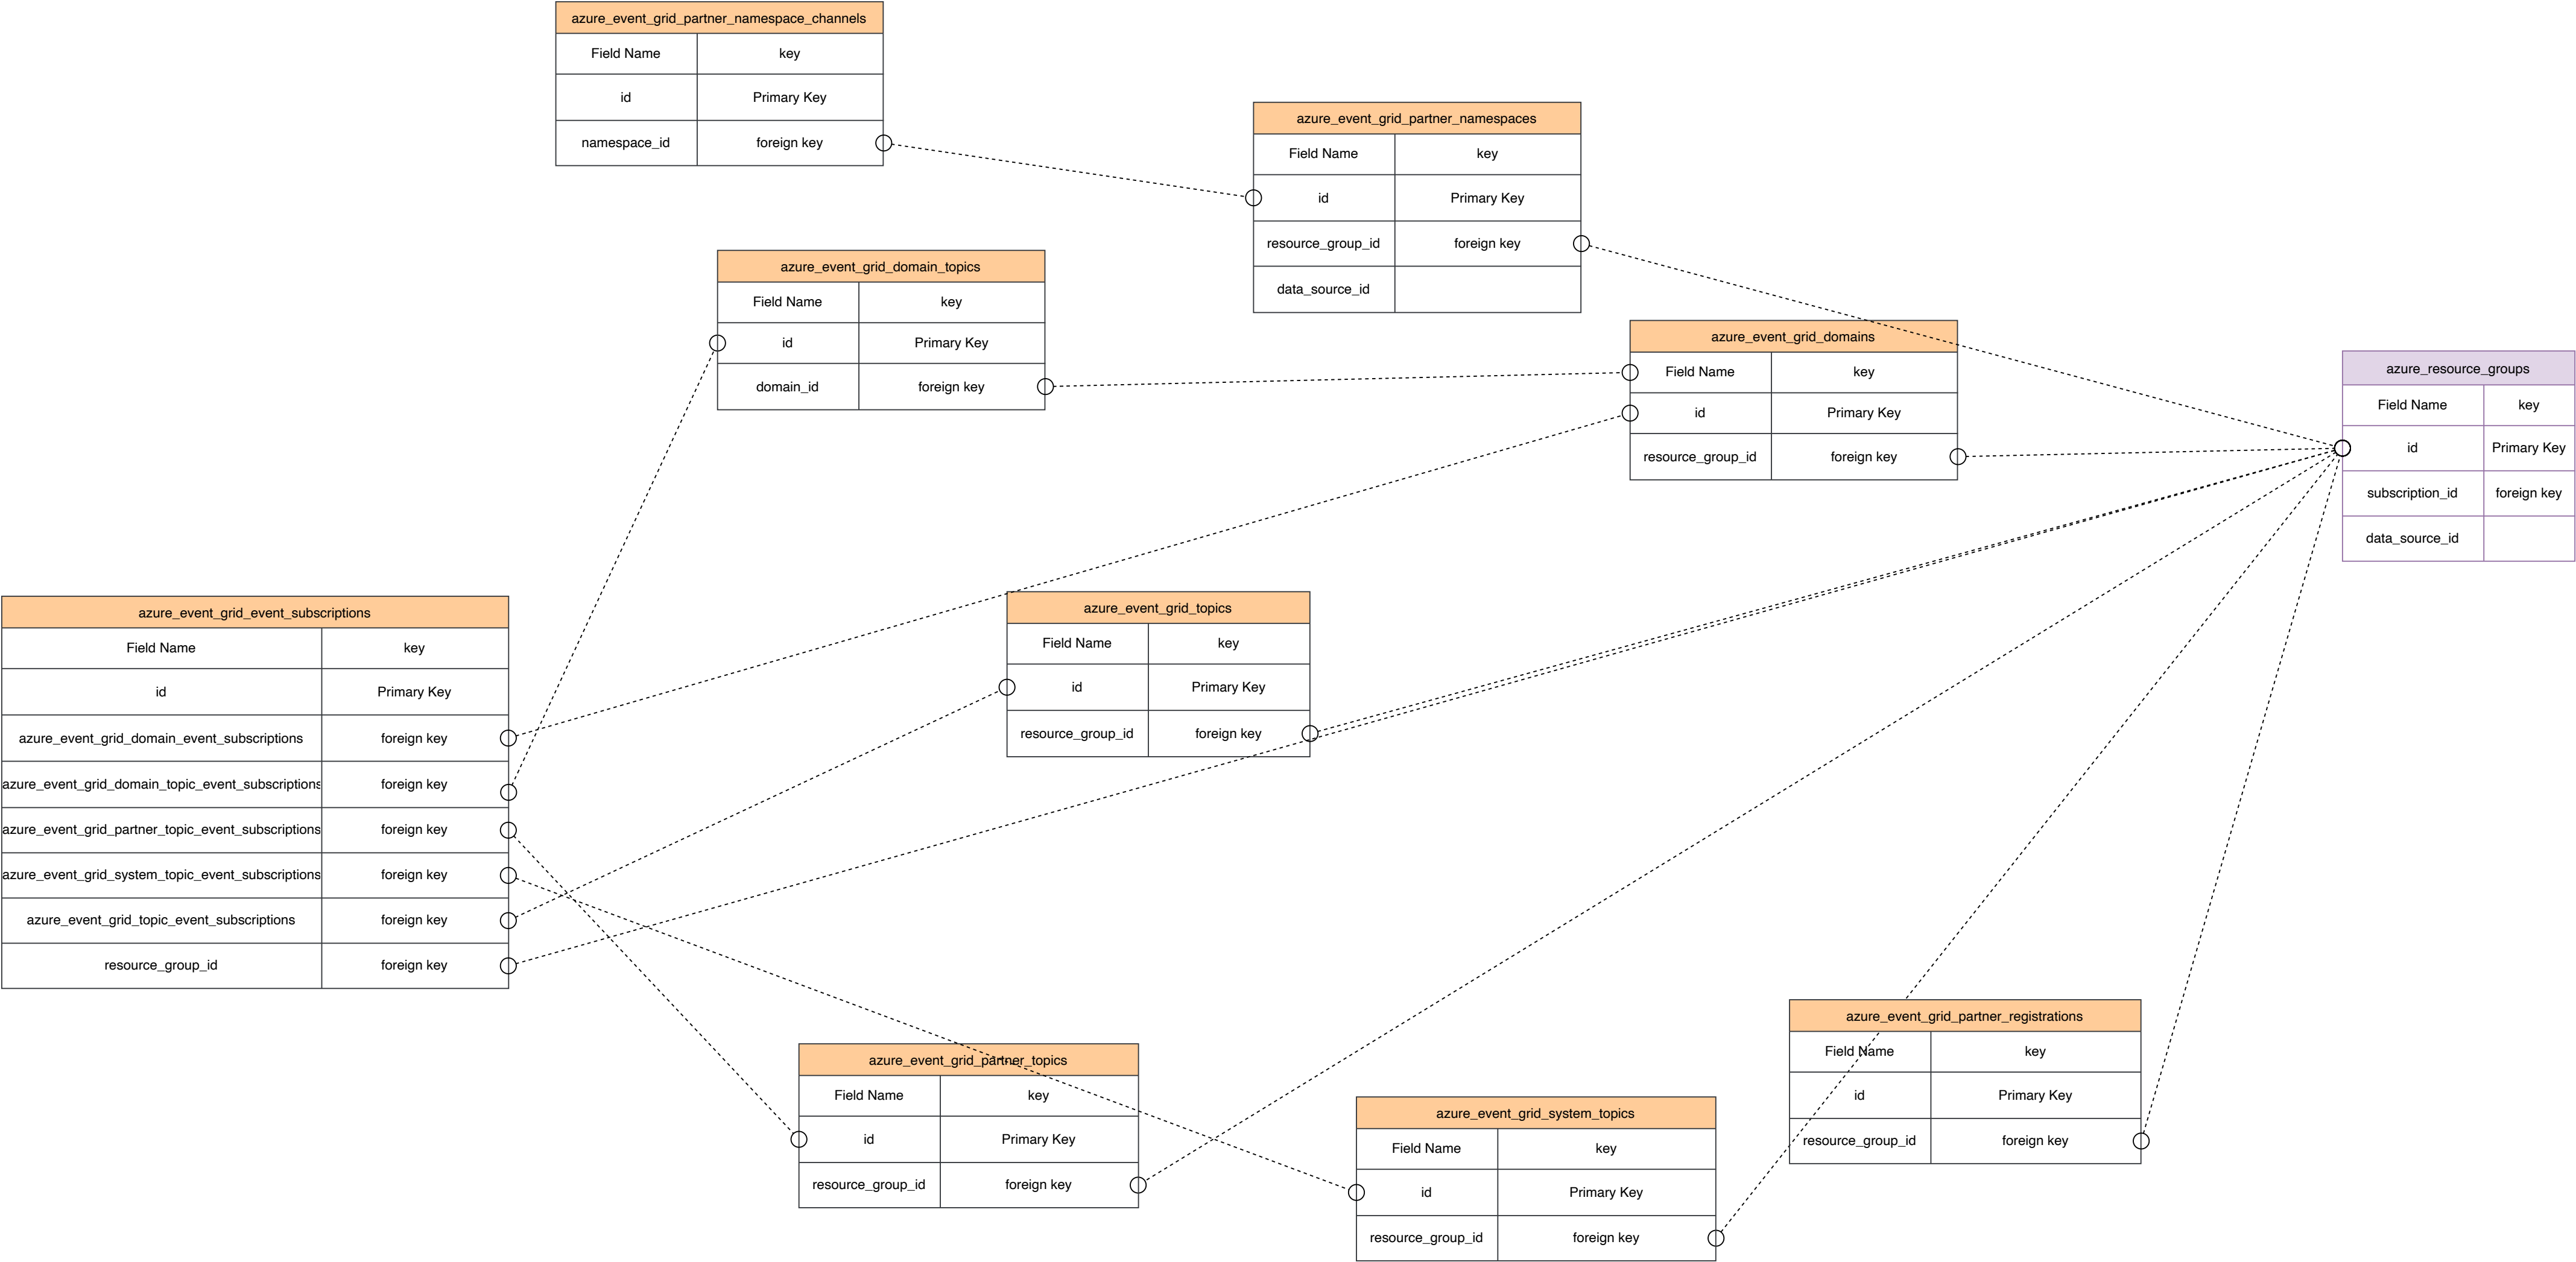 azure_event_grid_partner_namespace_channels
Field Name key
id Primary Key
namespace_id foreign key
azure_event_grid_partner_namespaces
Field Name key
id Primary Key
resource_group_id foreign key
data_source_id
azure_event_grid_domain_topics
Field Name key
id Primary Key
domain_id foreign key
azure_event_grid_domains
Field Name key
id Primary Key
resource_group_id foreign key
azure_resource_groups
Field Name key
id Primary Key
subscription_id foreign key
data_source_id
azure_event_grid_event_subscriptions
Field Name key
id Primary Key
azure_event_grid_domain_event_subscriptions foreign key
azure_event_grid_domain_topic_event_subscriptions foreign key
azure_event_grid_partner_topic_event_subscriptions foreign key
azure_event_grid_system_topic_event_subscriptions foreign key
azure_event_grid_topic_event_subscriptions foreign key
resource_group_id foreign key
azure_event_grid_topics
Field Name key
id Primary Key
resource_group_id foreign key
azure_event_grid_partner_topics
Field Name key
id Primary Key
resource_group_id foreign key
azure_event_grid_system_topics
Field Name key
id Primary Key
resource_group_id foreign key
azure_event_grid_partner_registrations
Field Name key
id Primary Key
resource_group_id foreign key